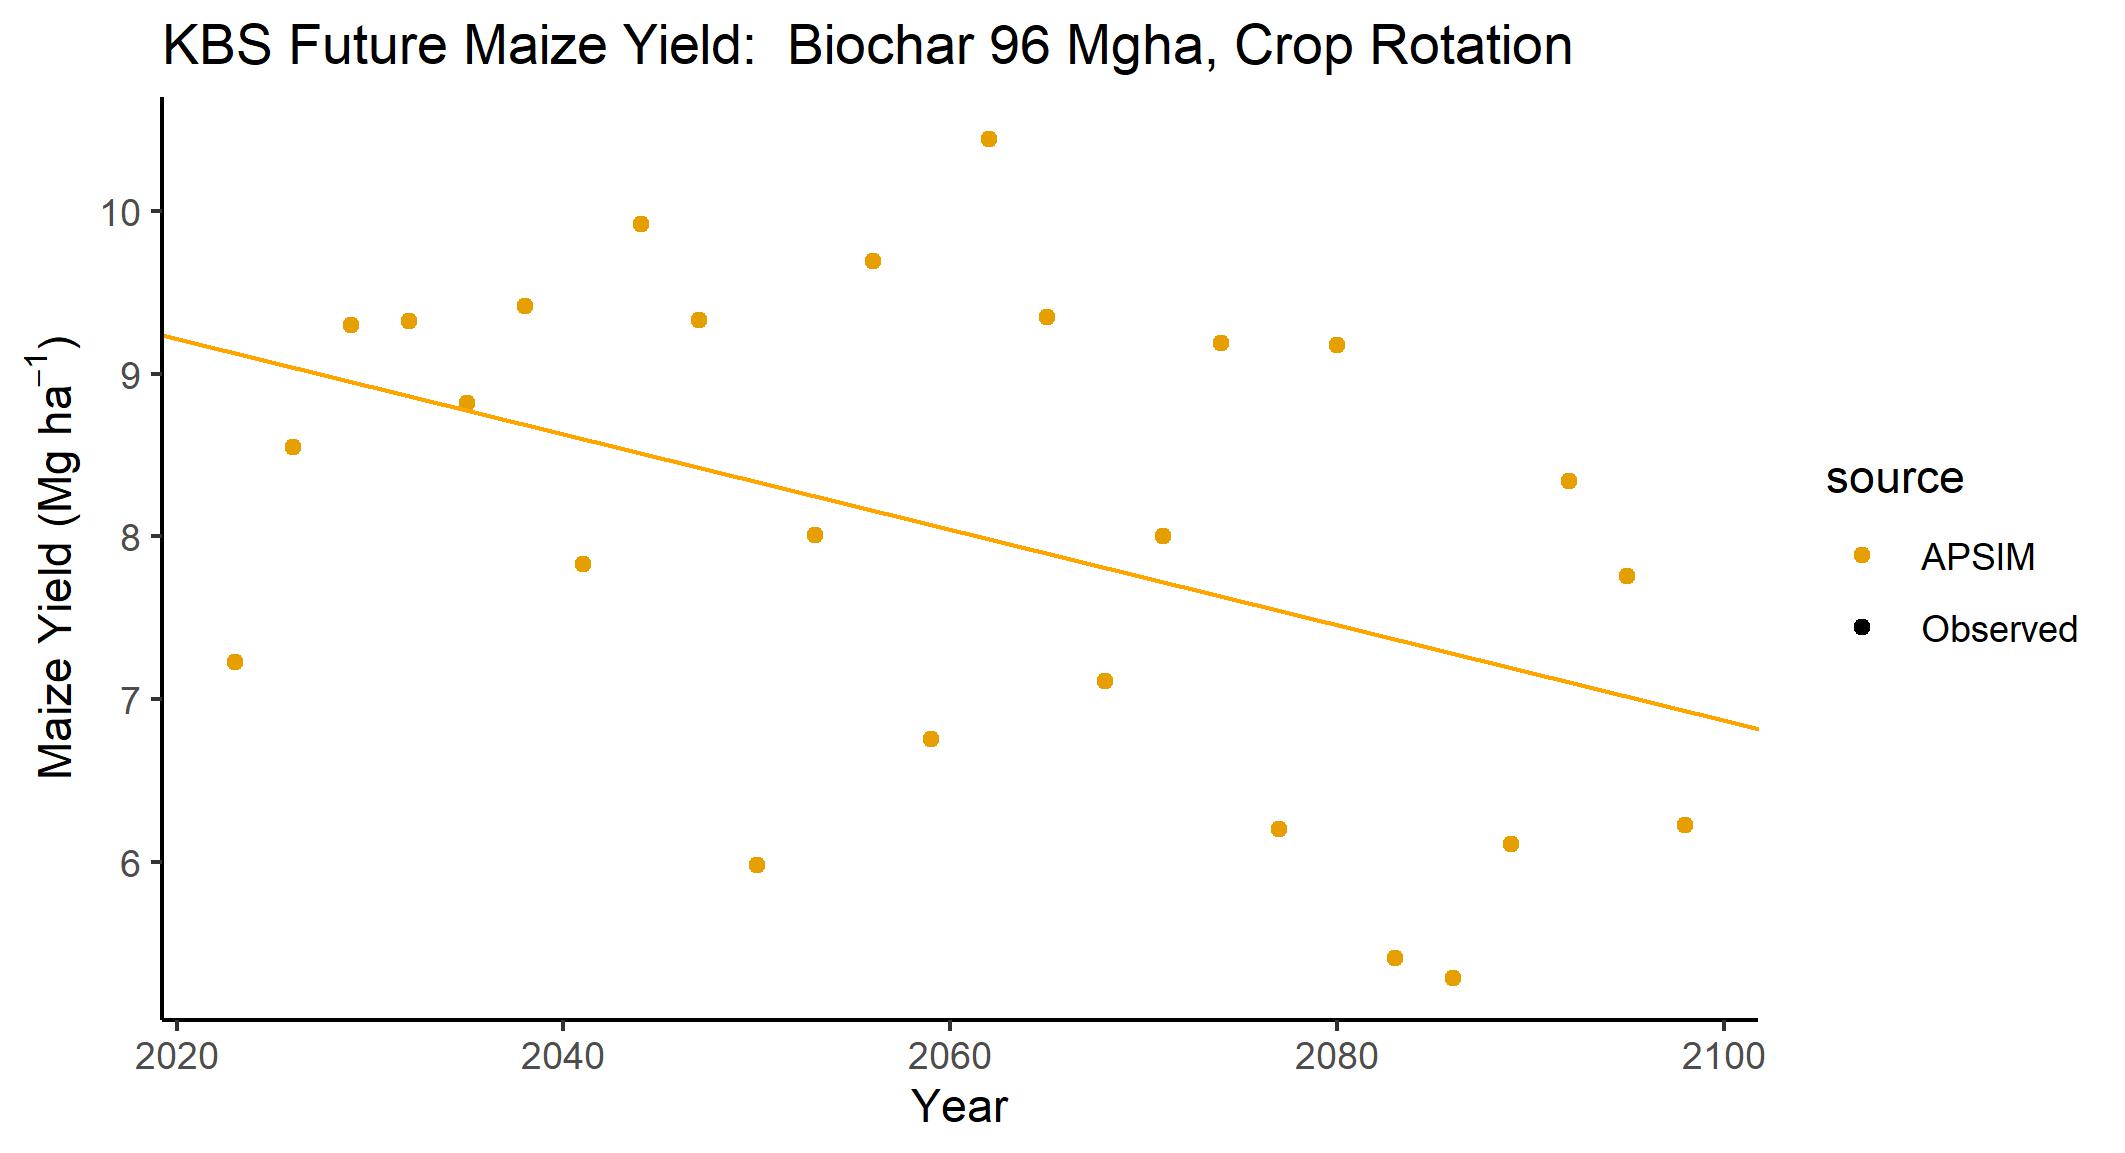 KBS Future Maize Yield:  Biochar 96 Mgha, Crop Rotation
Maize Yield (Mg ha⁻¹)
10
9
8
7
6
2020 2040 2060 2080 2100
Year
source
APSIM
Observed